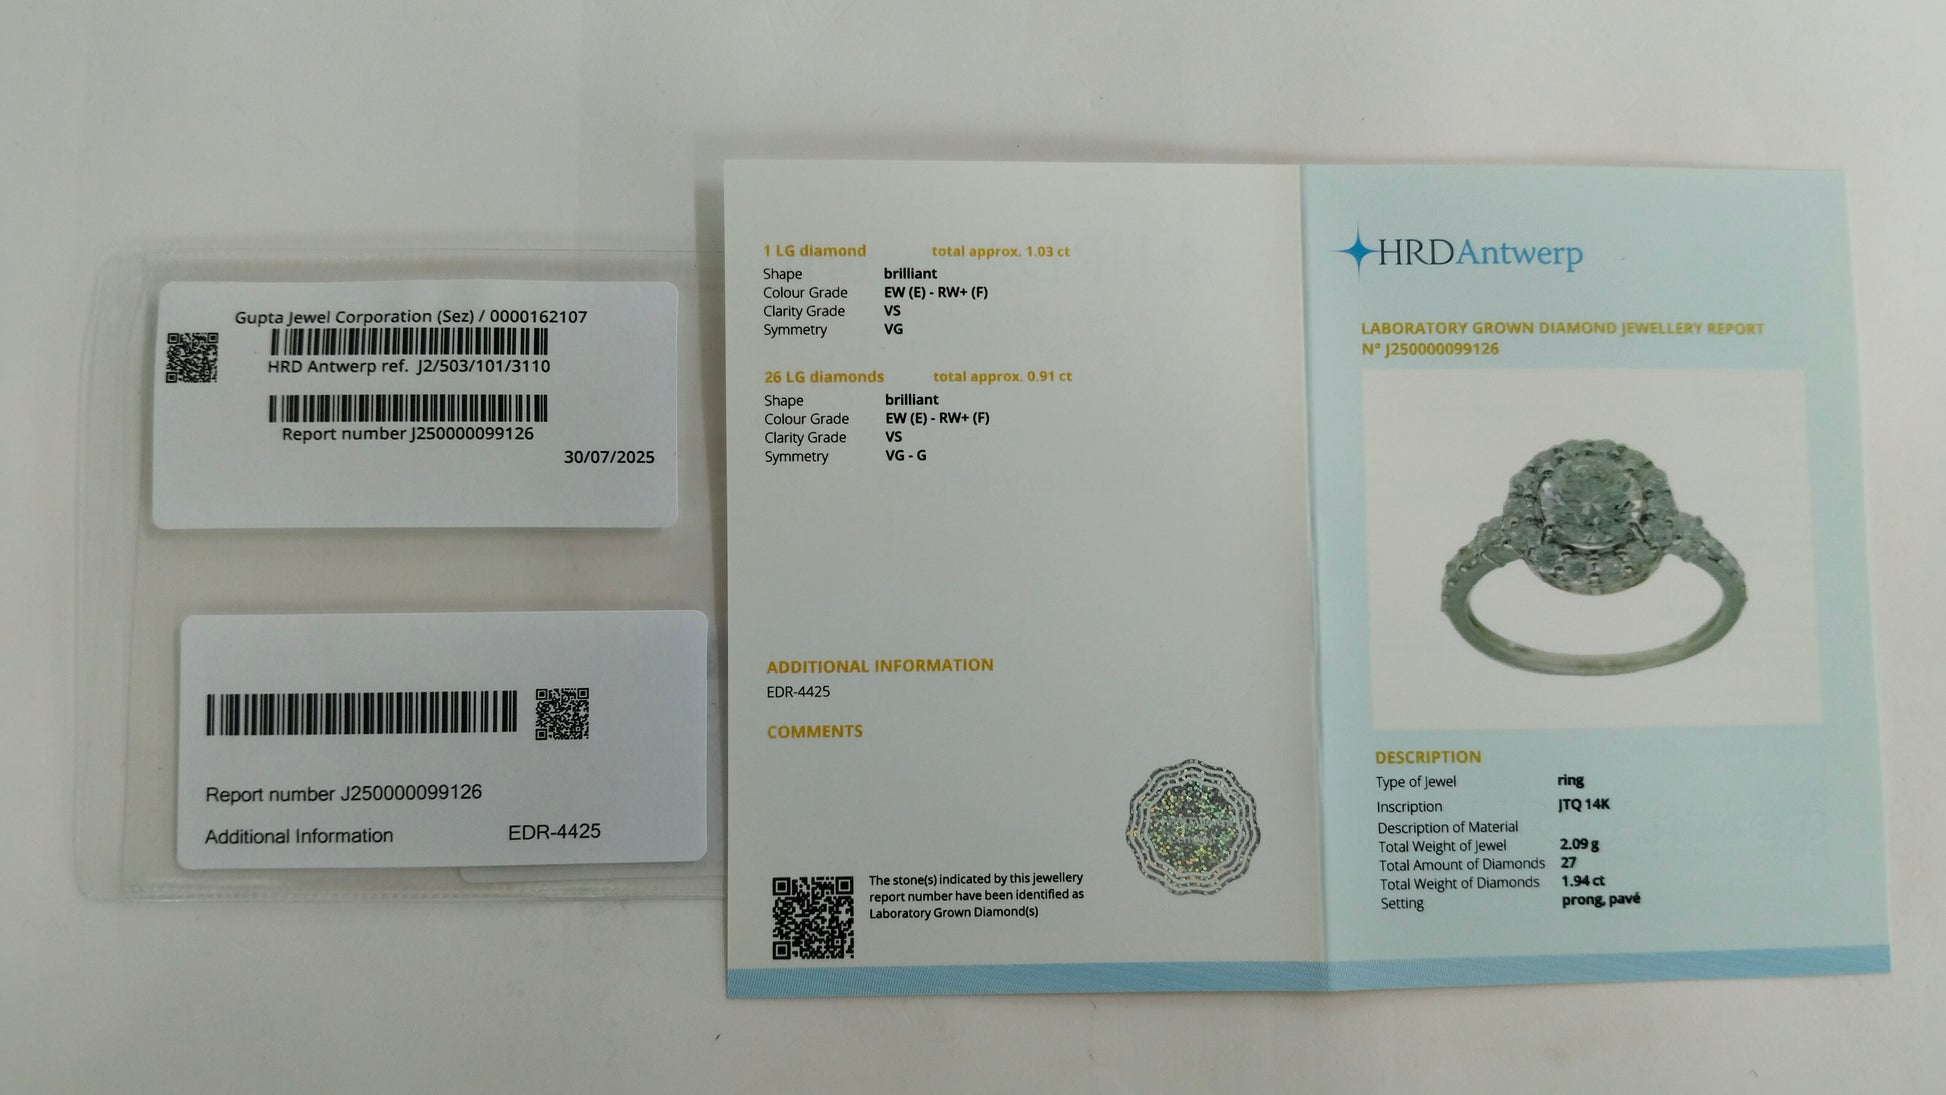 Gupta Jewel Corporation (Sez) / 0000162107
HRD Antwerp ref. J2/503/101/3110
Report number J250000099126
30/07/2025
Report number J250000099126
Additional Information EDR-4425
1 LG diamond total approx. 1.03 ct
Shape brilliant
Colour Grade EW (E) - RW+ (F)
Clarity Grade VS
Symmetry VG
26 LG diamonds total approx. 0.91 ct
Shape brilliant
Colour Grade EW (E) - RW+ (F)
Clarity Grade VS
Symmetry VG - G
ADDITIONAL INFORMATION
EDR-4425
COMMENTS
The stone(s) indicated by this jewellery
report number have been identified as
Laboratory Grown Diamond(s)
HRD Antwerp
LABORATORY GROWN DIAMOND JEWELLERY REPORT
N° J250000099126
DESCRIPTION
Type of Jewel ring
Inscription JTQ 14K
Description of Material
Total Weight of Jewel 2.09 g
Total Amount of Diamonds 27
Total Weight of Diamonds 1.94 ct
Setting prong, pavé